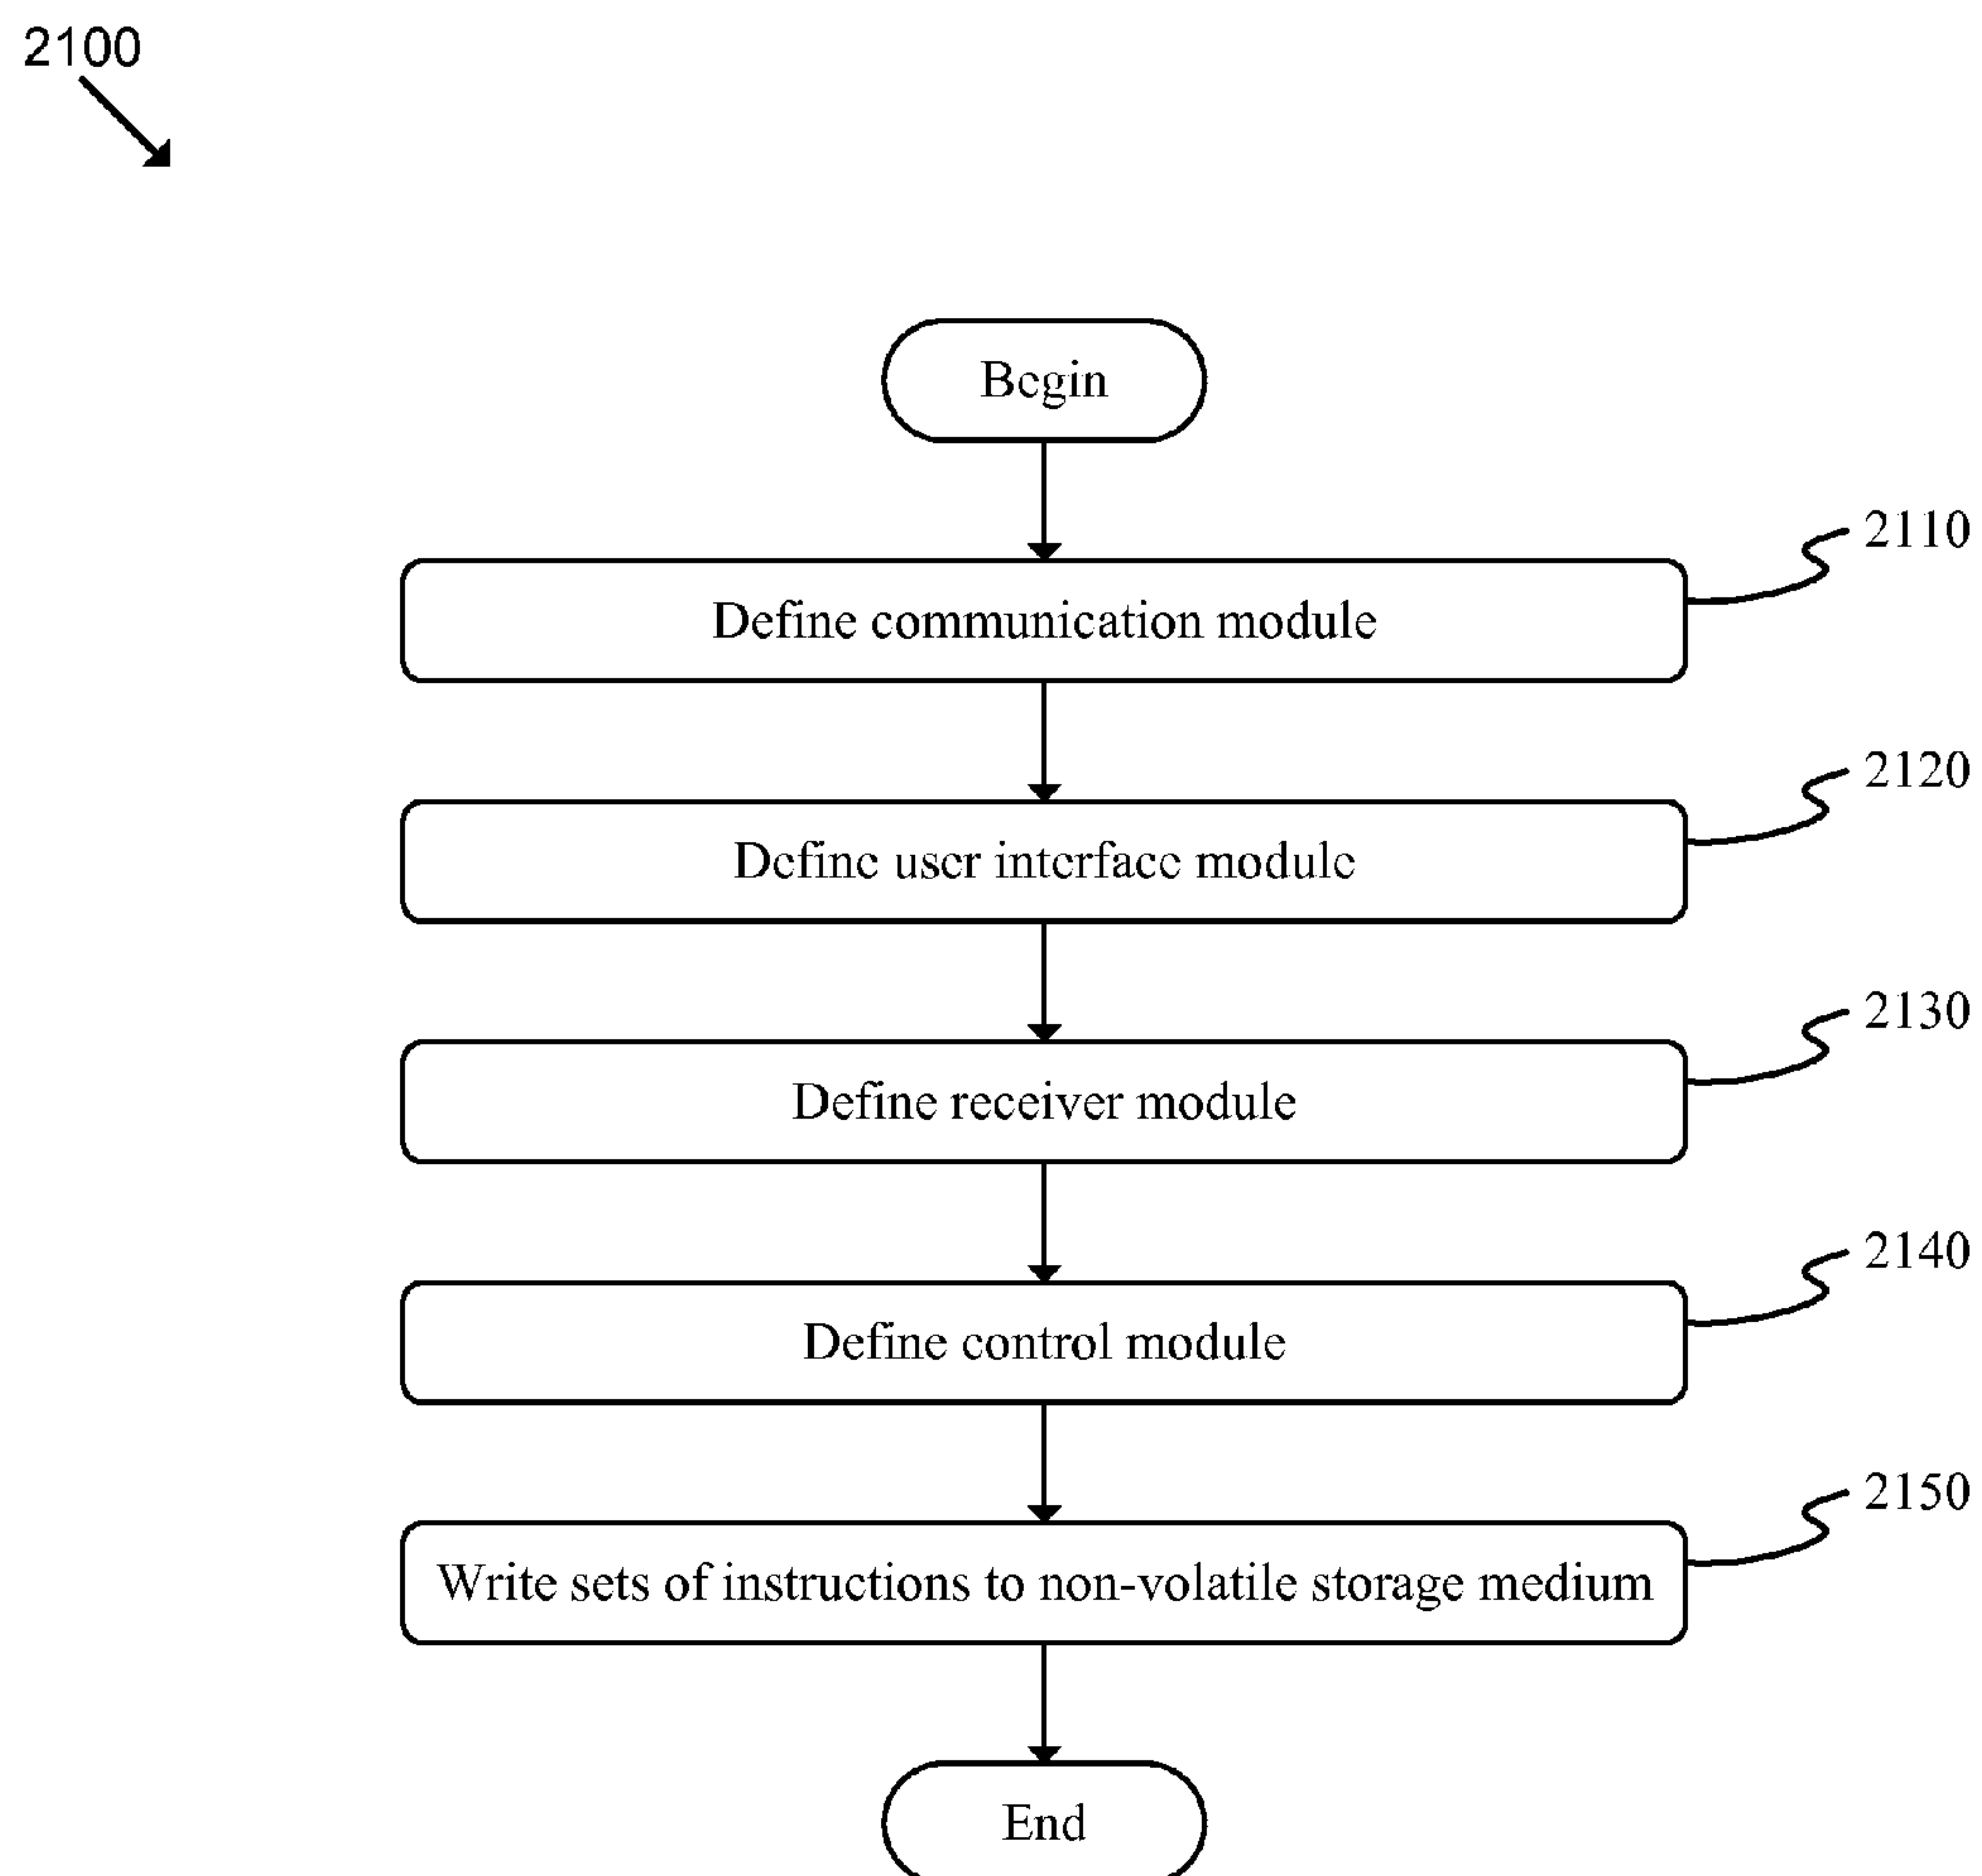 2100
Begin
2110
Define communication module
2120
Define user interface module
2130
Define receiver module
2140
Define control module
2150
Write sets of instructions to non-volatile storage medium
End